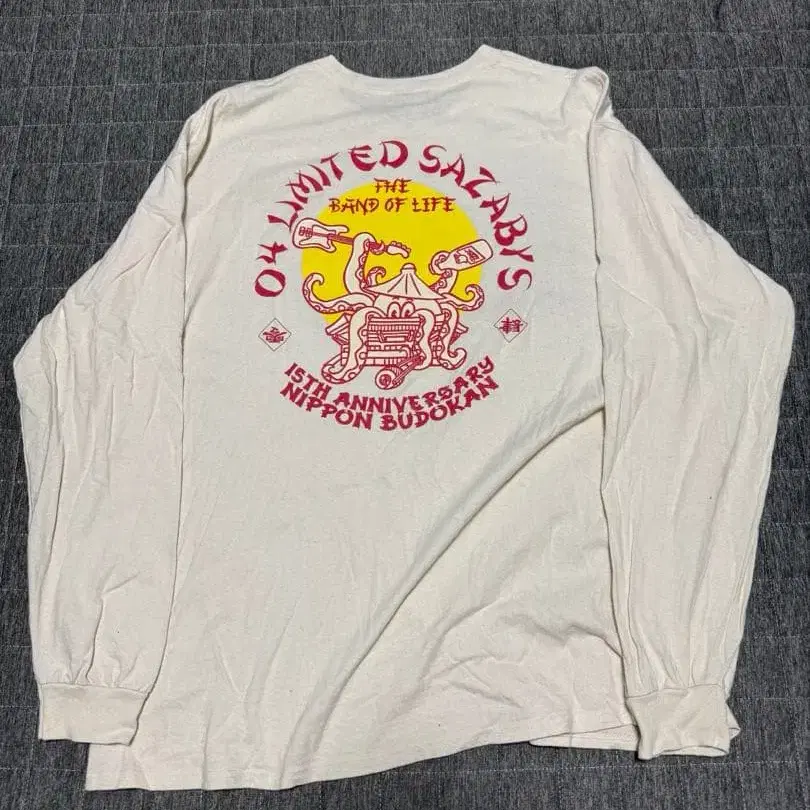 04 LIMITED SAZABYS
THE
BAND OF LIFE
15TH ANNIVERSARY
NIPPON BUDOKAN